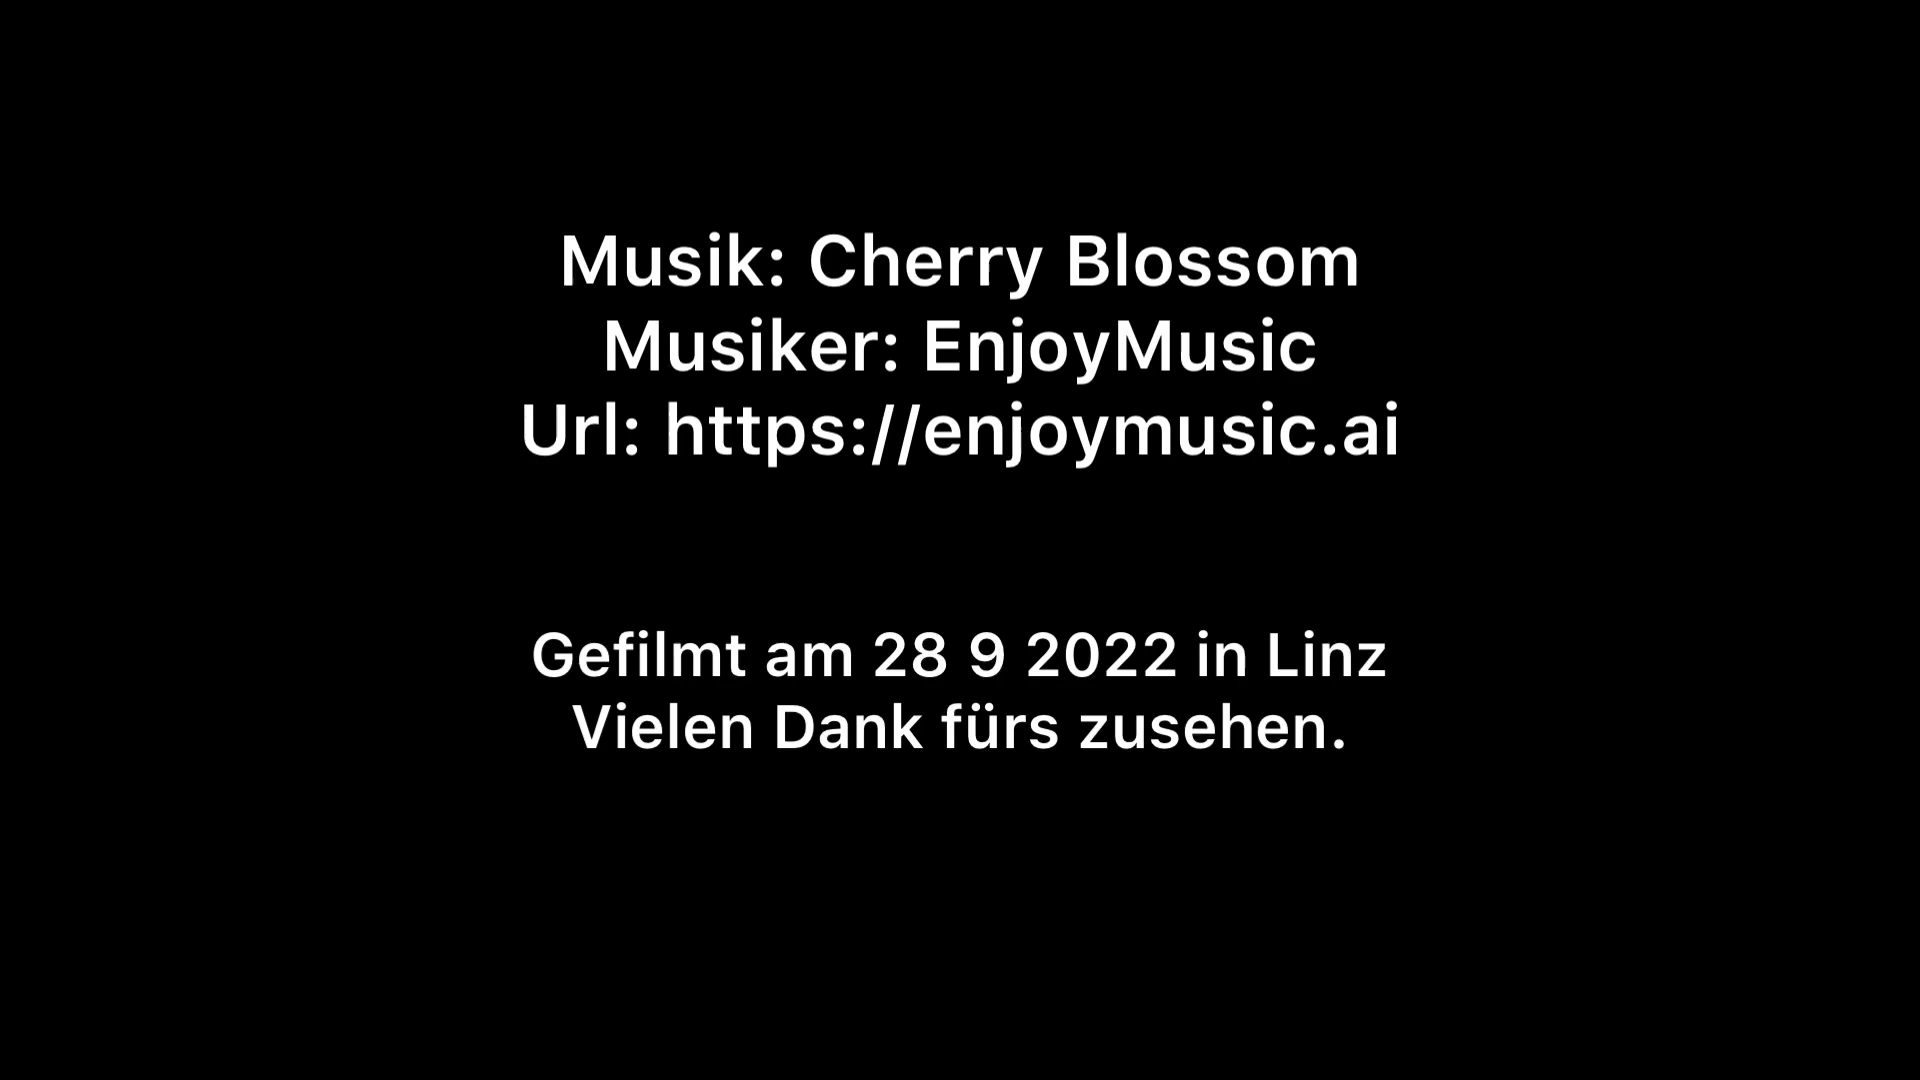 Musik: Cherry Blossom
Musiker: EnjoyMusic
Url: https://enjoymusic.ai
Gefilmt am 28 9 2022 in Linz
Vielen Dank fürs zusehen.